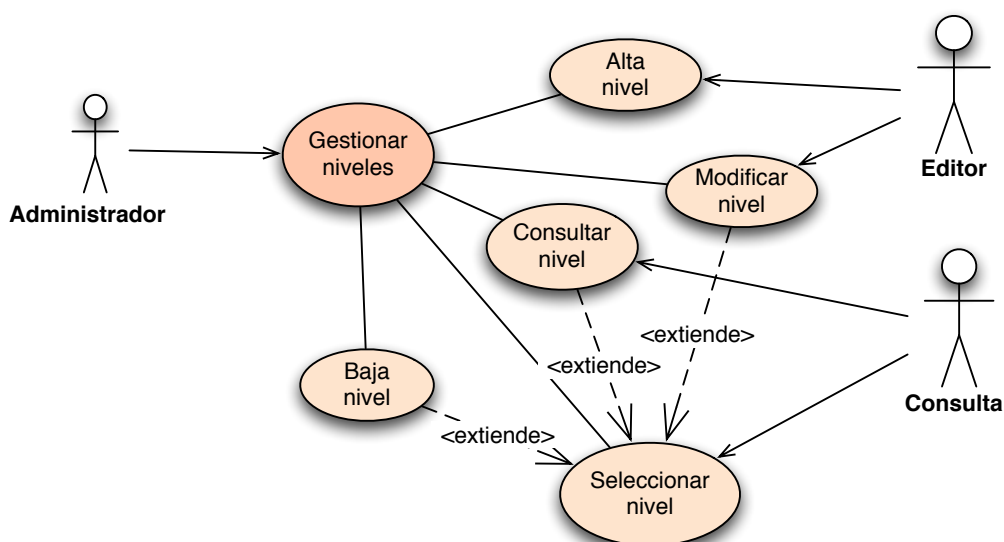 Alta
nivel
Gestionar
niveles
Editor
Modificar
nivel
Administrador
Consultar
nivel
<extiende>
<extiende>
Baja
nivel
Consulta
<extiende>
Seleccionar
nivel